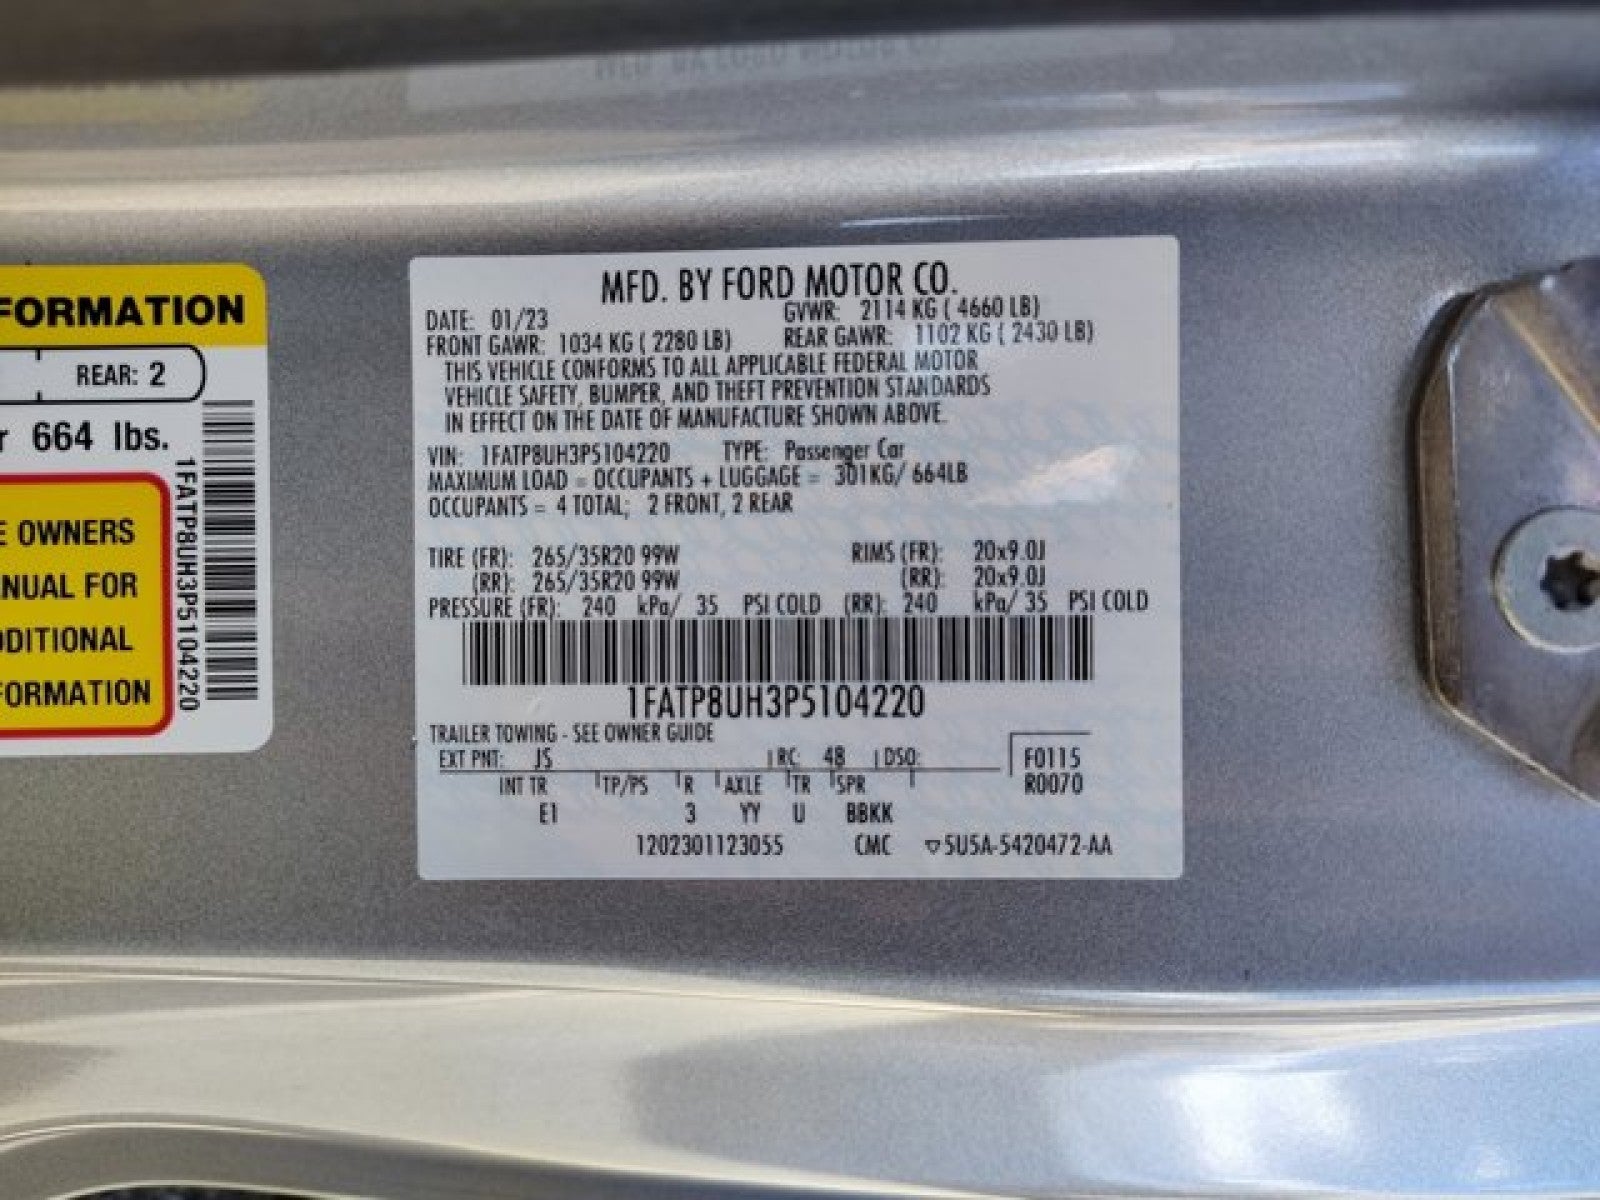 FORMATION
REAR: 2
664 lbs.
E OWNERS
NUAL FOR
DDITIONAL
FORMATION
1FATP8UH3P5104220
MFD. BY FORD MOTOR CO.
DATE: 01/23 GVWR: 2114 KG ( 4660 LB)
FRONT GAWR: 1034 KG ( 2280 LB) REAR GAWR: 1102 KG ( 2430 LB)
THIS VEHICLE CONFORMS TO ALL APPLICABLE FEDERAL MOTOR
VEHICLE SAFETY, BUMPER, AND THEFT PREVENTION STANDARDS
IN EFFECT ON THE DATE OF MANUFACTURE SHOWN ABOVE.
VIN: 1FATP8UH3P5104220 TYPE: Passenger Car
MAXIMUM LOAD = OCCUPANTS + LUGGAGE = 301KG/ 664LB
OCCUPANTS = 4 TOTAL; 2 FRONT, 2 REAR
TIRE (FR): 265/35R20 99W RIMS (FR): 20x9.0J
(RR): 265/35R20 99W (RR): 20x9.0J
PRESSURE (FR): 240 kPa/ 35 PSI COLD (RR): 240 kPa/ 35 PSI COLD
1FATP8UH3P5104220
TRAILER TOWING - SEE OWNER GUIDE
EXT PNT: JS RC: 48 DSO: F0115
INT TR TP/PS R AXLE TR SPR R0070
E1 3 YY U BBKK
1202301123055 CMC ▽5U5A-5420472-AA